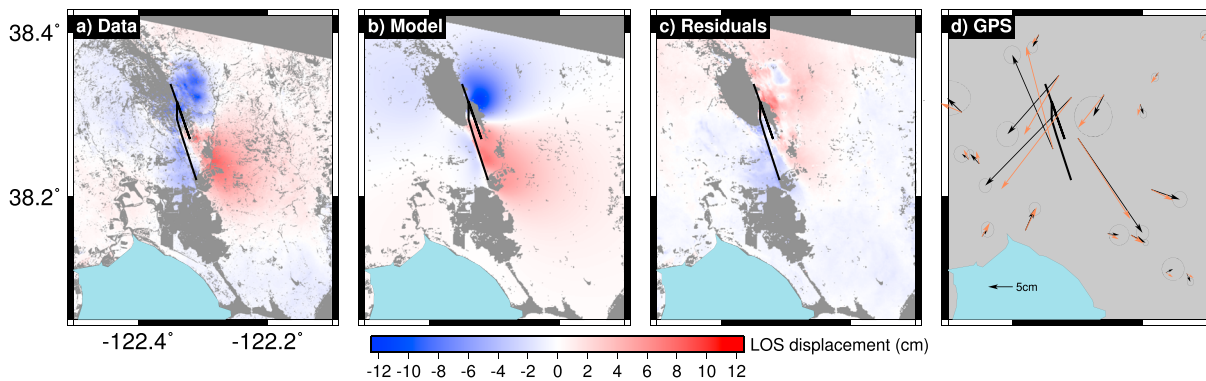 a) Data
b) Model
c) Residuals
d) GPS
38.4˚
38.2˚
-122.4˚
-122.2˚
5cm
LOS displacement (cm)
-12 -10 -8 -6 -4 -2 0 2 4 6 8 10 12